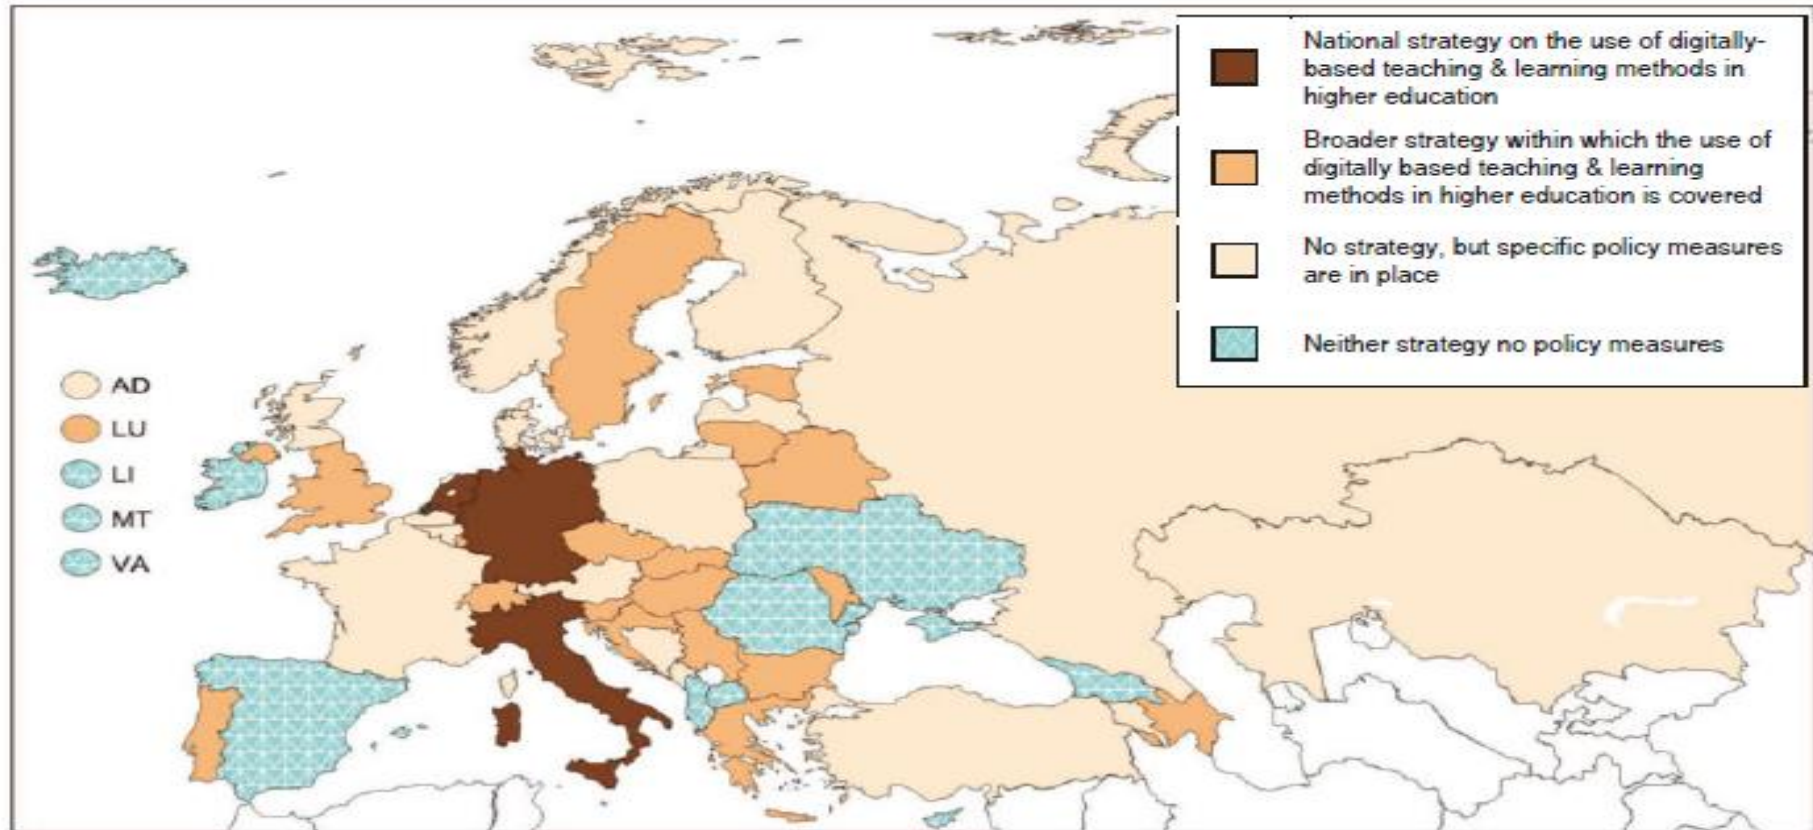 National strategy on the use of digitally-
based teaching & learning methods in
higher education
Broader strategy within which the use of
digitally based teaching & learning
methods in higher education is covered
No strategy, but specific policy measures
are in place
Neither strategy no policy measures
AD
LU
LI
MT
VA